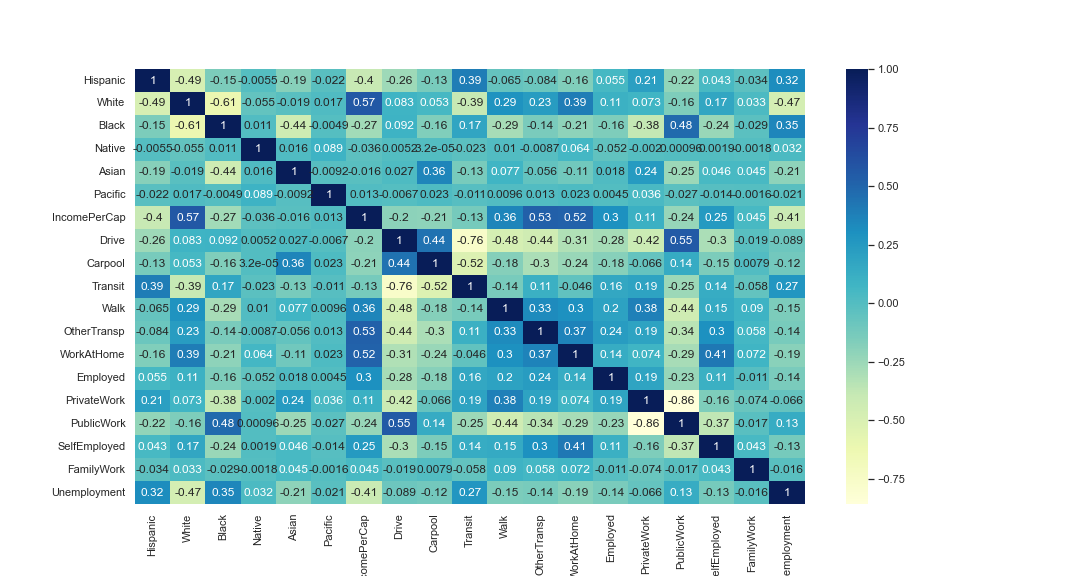 Hispanic 1 -0.49 -0.15 -0.0055 -0.19 -0.022 -0.4 -0.26 -0.13 0.39 -0.065 -0.084 -0.16 0.055 0.21 -0.22 0.043 -0.034 0.32
White -0.49 1 -0.61 -0.055 -0.019 0.017 0.57 0.083 0.053 -0.39 0.29 0.23 0.39 0.11 0.073 -0.16 0.17 0.033 -0.47
Black -0.15 -0.61 1 0.011 -0.44 -0.0049 -0.27 0.092 -0.16 0.17 -0.29 -0.14 -0.21 -0.16 -0.38 0.48 -0.24 -0.029 0.35
Native -0.0055 -0.055 0.011 1 0.016 0.089 -0.036 0.0052 3.2e-05 -0.023 0.01 -0.0087 0.064 -0.052 -0.002 0.00096 0.0019 -0.0018 0.032
Asian -0.19 -0.019 -0.44 0.016 1 -0.0092 -0.016 0.027 0.36 -0.13 0.077 -0.056 -0.11 0.018 0.24 -0.25 0.046 0.045 -0.21
Pacific -0.022 0.017 -0.0049 0.089 -0.0092 1 0.013 -0.0067 0.023 -0.011 0.0096 0.013 0.023 0.0045 0.036 -0.027 -0.014 -0.0016 -0.021
IncomePerCap -0.4 0.57 -0.27 -0.036 -0.016 0.013 1 -0.2 -0.21 -0.13 0.36 0.53 0.52 0.3 0.11 -0.24 0.25 0.045 -0.41
Drive -0.26 0.083 0.092 0.0052 0.027 -0.0067 -0.2 1 0.44 -0.76 -0.48 -0.44 -0.31 -0.28 -0.42 0.55 -0.3 -0.019 -0.089
Carpool -0.13 0.053 -0.16 3.2e-05 0.36 0.023 -0.21 0.44 1 -0.52 -0.18 -0.3 -0.24 -0.18 -0.066 0.14 -0.15 0.0079 -0.12
Transit 0.39 -0.39 0.17 -0.023 -0.13 -0.011 -0.13 -0.76 -0.52 1 -0.14 0.11 -0.046 0.16 0.19 -0.25 0.14 -0.058 0.27
Walk -0.065 0.29 -0.29 0.01 0.077 0.0096 0.36 -0.48 -0.18 -0.14 1 0.33 0.3 0.2 0.38 -0.44 0.15 0.09 -0.15
OtherTransp -0.084 0.23 -0.14 -0.0087 -0.056 0.013 0.53 -0.44 -0.3 0.11 0.33 1 0.37 0.24 0.19 -0.34 0.3 0.058 -0.14
WorkAtHome -0.16 0.39 -0.21 0.064 -0.11 0.023 0.52 -0.31 -0.24 -0.046 0.3 0.37 1 0.14 0.074 -0.29 0.41 0.072 -0.19
Employed 0.055 0.11 -0.16 -0.052 0.018 0.0045 0.3 -0.28 -0.18 0.16 0.2 0.24 0.14 1 0.19 -0.23 0.11 -0.011 -0.14
PrivateWork 0.21 0.073 -0.38 -0.002 0.24 0.036 0.11 -0.42 -0.066 0.19 0.38 0.19 0.074 0.19 1 -0.86 -0.16 -0.074 -0.066
PublicWork -0.22 -0.16 0.48 0.00096 -0.25 -0.027 -0.24 0.55 0.14 -0.25 -0.44 -0.34 -0.29 -0.23 -0.86 1 -0.37 -0.017 0.13
SelfEmployed 0.043 0.17 -0.24 0.0019 0.046 -0.014 0.25 -0.3 -0.15 0.14 0.15 0.3 0.41 0.11 -0.16 -0.37 1 0.043 -0.13
FamilyWork -0.034 0.033 -0.029 -0.0018 0.045 -0.0016 0.045 -0.019 0.0079 -0.058 0.09 0.058 0.072 -0.011 -0.074 -0.017 0.043 1 -0.016
Unemployment 0.32 -0.47 0.35 0.032 -0.21 -0.021 -0.41 -0.089 -0.12 0.27 -0.15 -0.14 -0.19 -0.14 -0.066 0.13 -0.13 -0.016 1
Hispanic
White
Black
Native
Asian
Pacific
omePerCap
Drive
Carpool
Transit
Walk
OtherTransp
WorkAtHome
Employed
PrivateWork
PublicWork
elfEmployed
FamilyWork
employment
1.00
0.75
0.50
0.25
0.00
-0.25
-0.50
-0.75